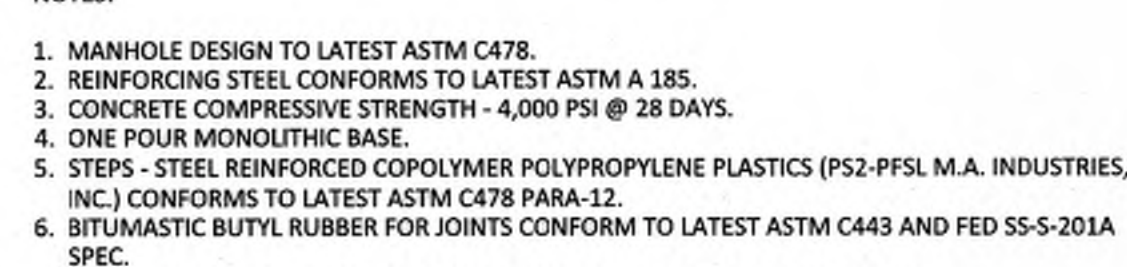 NOTES:
1. MANHOLE DESIGN TO LATEST ASTM C478.
2. REINFORCING STEEL CONFORMS TO LATEST ASTM A 185.
3. CONCRETE COMPRESSIVE STRENGTH - 4,000 PSI @ 28 DAYS.
4. ONE POUR MONOLITHIC BASE.
5. STEPS - STEEL REINFORCED COPOLYMER POLYPROPYLENE PLASTICS (PS2-PFSL M.A. INDUSTRIES,
INC.) CONFORMS TO LATEST ASTM C478 PARA-12.
6. BITUMASTIC BUTYL RUBBER FOR JOINTS CONFORM TO LATEST ASTM C443 AND FED SS-S-201A
SPEC.